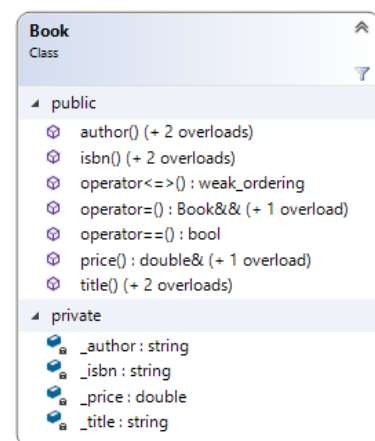 Book
Class
public
author() (+ 2 overloads)
isbn() (+ 2 overloads)
operator<=>() : weak_ordering
operator=() : Book&& (+ 1 overload)
operator==() : bool
price() : double& (+ 1 overload)
title() (+ 2 overloads)
private
_author : string
_isbn : string
_price : double
_title : string